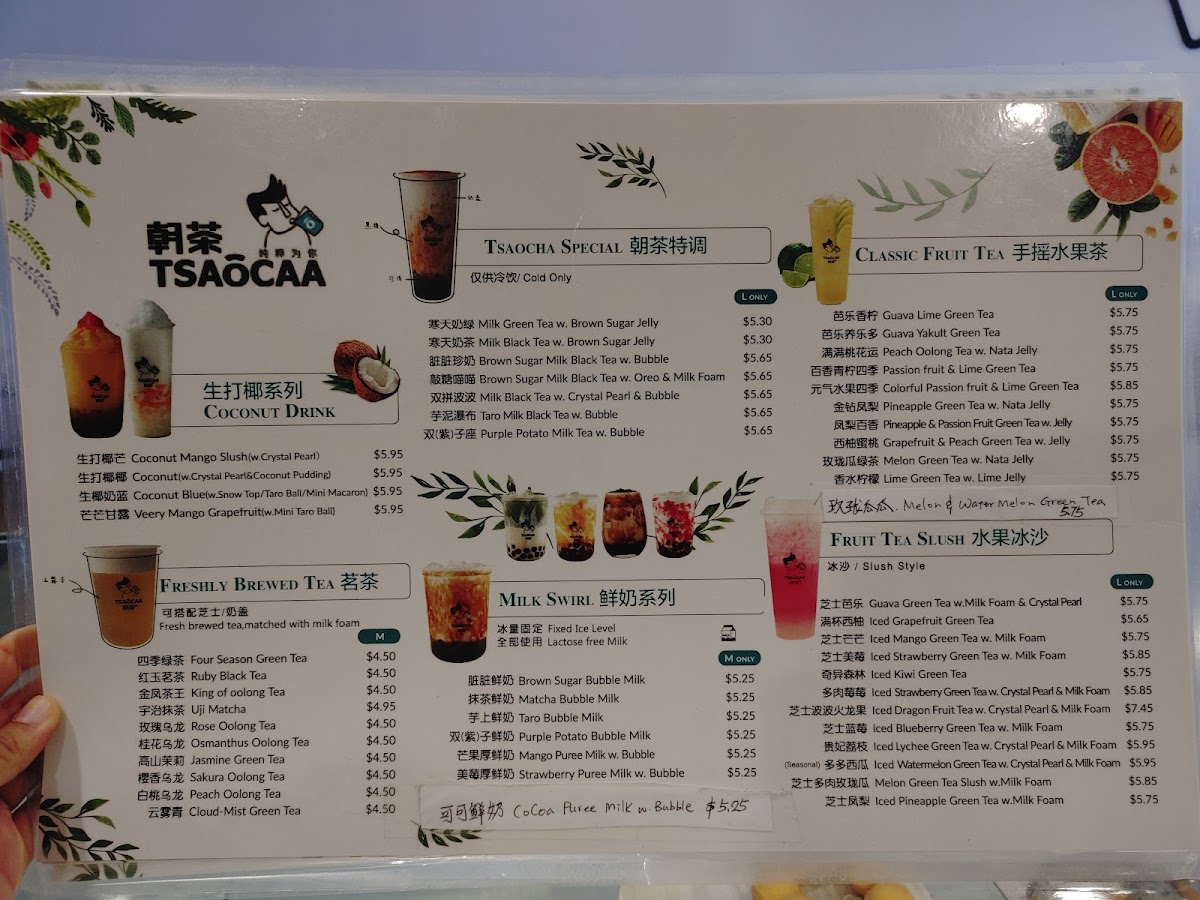 朝茶
纯粹为你
TSAōCAA
生打椰系列
COCONUT DRINK
生打椰芒 Coconut Mango Slush(w.Crystal Pearl) $5.95
生打椰椰 Coconut(w.Crystal Pearl&Coconut Pudding) $5.95
生椰奶蓝 Coconut Blue(w.Snow Top/Taro Ball/Mini Macaron) $5.95
芒芒甘露 Veery Mango Grapefruit(w.Mini Taro Ball) $5.95
FRESHLY BREWED TEA 茗茶
可搭配芝士/奶盖
Fresh brewed tea,matched with milk foam
M
四季绿茶 Four Season Green Tea $4.50
红玉茗茶 Ruby Black Tea $4.50
金凤茶王 King of oolong Tea $4.50
宇治抹茶 Uji Matcha $4.95
玫瑰乌龙 Rose Oolong Tea $4.50
桂花乌龙 Osmanthus Oolong Tea $4.50
高山茉莉 Jasmine Green Tea $4.50
樱香乌龙 Sakura Oolong Tea $4.50
白桃乌龙 Peach Oolong Tea $4.50
云雾青 Cloud-Mist Green Tea $4.50
TSAOCHA SPECIAL 朝茶特调
仅供冷饮/ Cold Only
L ONLY
寒天奶绿 Milk Green Tea w. Brown Sugar Jelly $5.30
寒天奶茶 Milk Black Tea w. Brown Sugar Jelly $5.30
脏脏珍奶 Brown Sugar Milk Black Tea w. Bubble $5.65
敲糖喵喵 Brown Sugar Milk Black Tea w. Oreo & Milk Foam $5.65
双拼波波 Milk Black Tea w. Crystal Pearl & Bubble $5.65
芋泥瀑布 Taro Milk Black Tea w. Bubble $5.65
双(紫)子座 Purple Potato Milk Tea w. Bubble $5.65
MILK SWIRL 鲜奶系列
冰量固定 Fixed Ice Level
全部使用 Lactose free Milk
M ONLY
脏脏鲜奶 Brown Sugar Bubble Milk $5.25
抹茶鲜奶 Matcha Bubble Milk $5.25
芋上鲜奶 Taro Bubble Milk $5.25
双(紫)子鲜奶 Purple Potato Bubble Milk $5.25
芒果厚鲜奶 Mango Puree Milk w. Bubble $5.25
美莓厚鲜奶 Strawberry Puree Milk w. Bubble $5.25
可可鲜奶 CoCoa Puree Milk w. Bubble $5.25
CLASSIC FRUIT TEA 手摇水果茶
L ONLY
芭乐香柠 Guava Lime Green Tea $5.75
芭乐养乐多 Guava Yakult Green Tea $5.75
满满桃花运 Peach Oolong Tea w. Nata Jelly $5.75
百香青柠四季 Passion fruit & Lime Green Tea $5.75
元气水果四季 Colorful Passion fruit & Lime Green Tea $5.85
金钻凤梨 Pineapple Green Tea w. Nata Jelly $5.75
凤梨百香 Pineapple & Passion Fruit Green Tea w. Jelly $5.75
西柚蜜桃 Grapefruit & Peach Green Tea w. Jelly $5.75
玫珑瓜绿茶 Melon Green Tea w. Nata Jelly $5.75
香水柠檬 Lime Green Tea w. Lime Jelly $5.75
玫珑瓜瓜. Melon & Water Melon Green Tea
5.75
FRUIT TEA SLUSH 水果冰沙
冰沙 / Slush Style
L ONLY
芝士芭乐 Guava Green Tea w.Milk Foam & Crystal Pearl $5.75
满杯西柚 Iced Grapefruit Green Tea $5.65
芝士芒芒 Iced Mango Green Tea w. Milk Foam $5.75
芝士美莓 Iced Strawberry Green Tea w. Milk Foam $5.85
奇异森林 Iced Kiwi Green Tea $5.75
多肉莓莓 Iced Strawberry Green Tea w. Crystal Pearl & Milk Foam $5.85
芝士波波火龙果 Iced Dragon Fruit Tea w. Crystal Pearl & Milk Foam $7.45
芝士蓝莓 Iced Blueberry Green Tea w. Milk Foam $5.75
贵妃荔枝 Iced Lychee Green Tea w. Crystal Pearl & Milk Foam $5.95
(Seasonal) 多多西瓜 Iced Watermelon Green Tea w. Crystal Pearl & Milk Foam $5.95
芝士多肉玫珑瓜 Melon Green Tea Slush w.Milk Foam $5.85
芝士凤梨 Iced Pineapple Green Tea w.Milk Foam $5.75